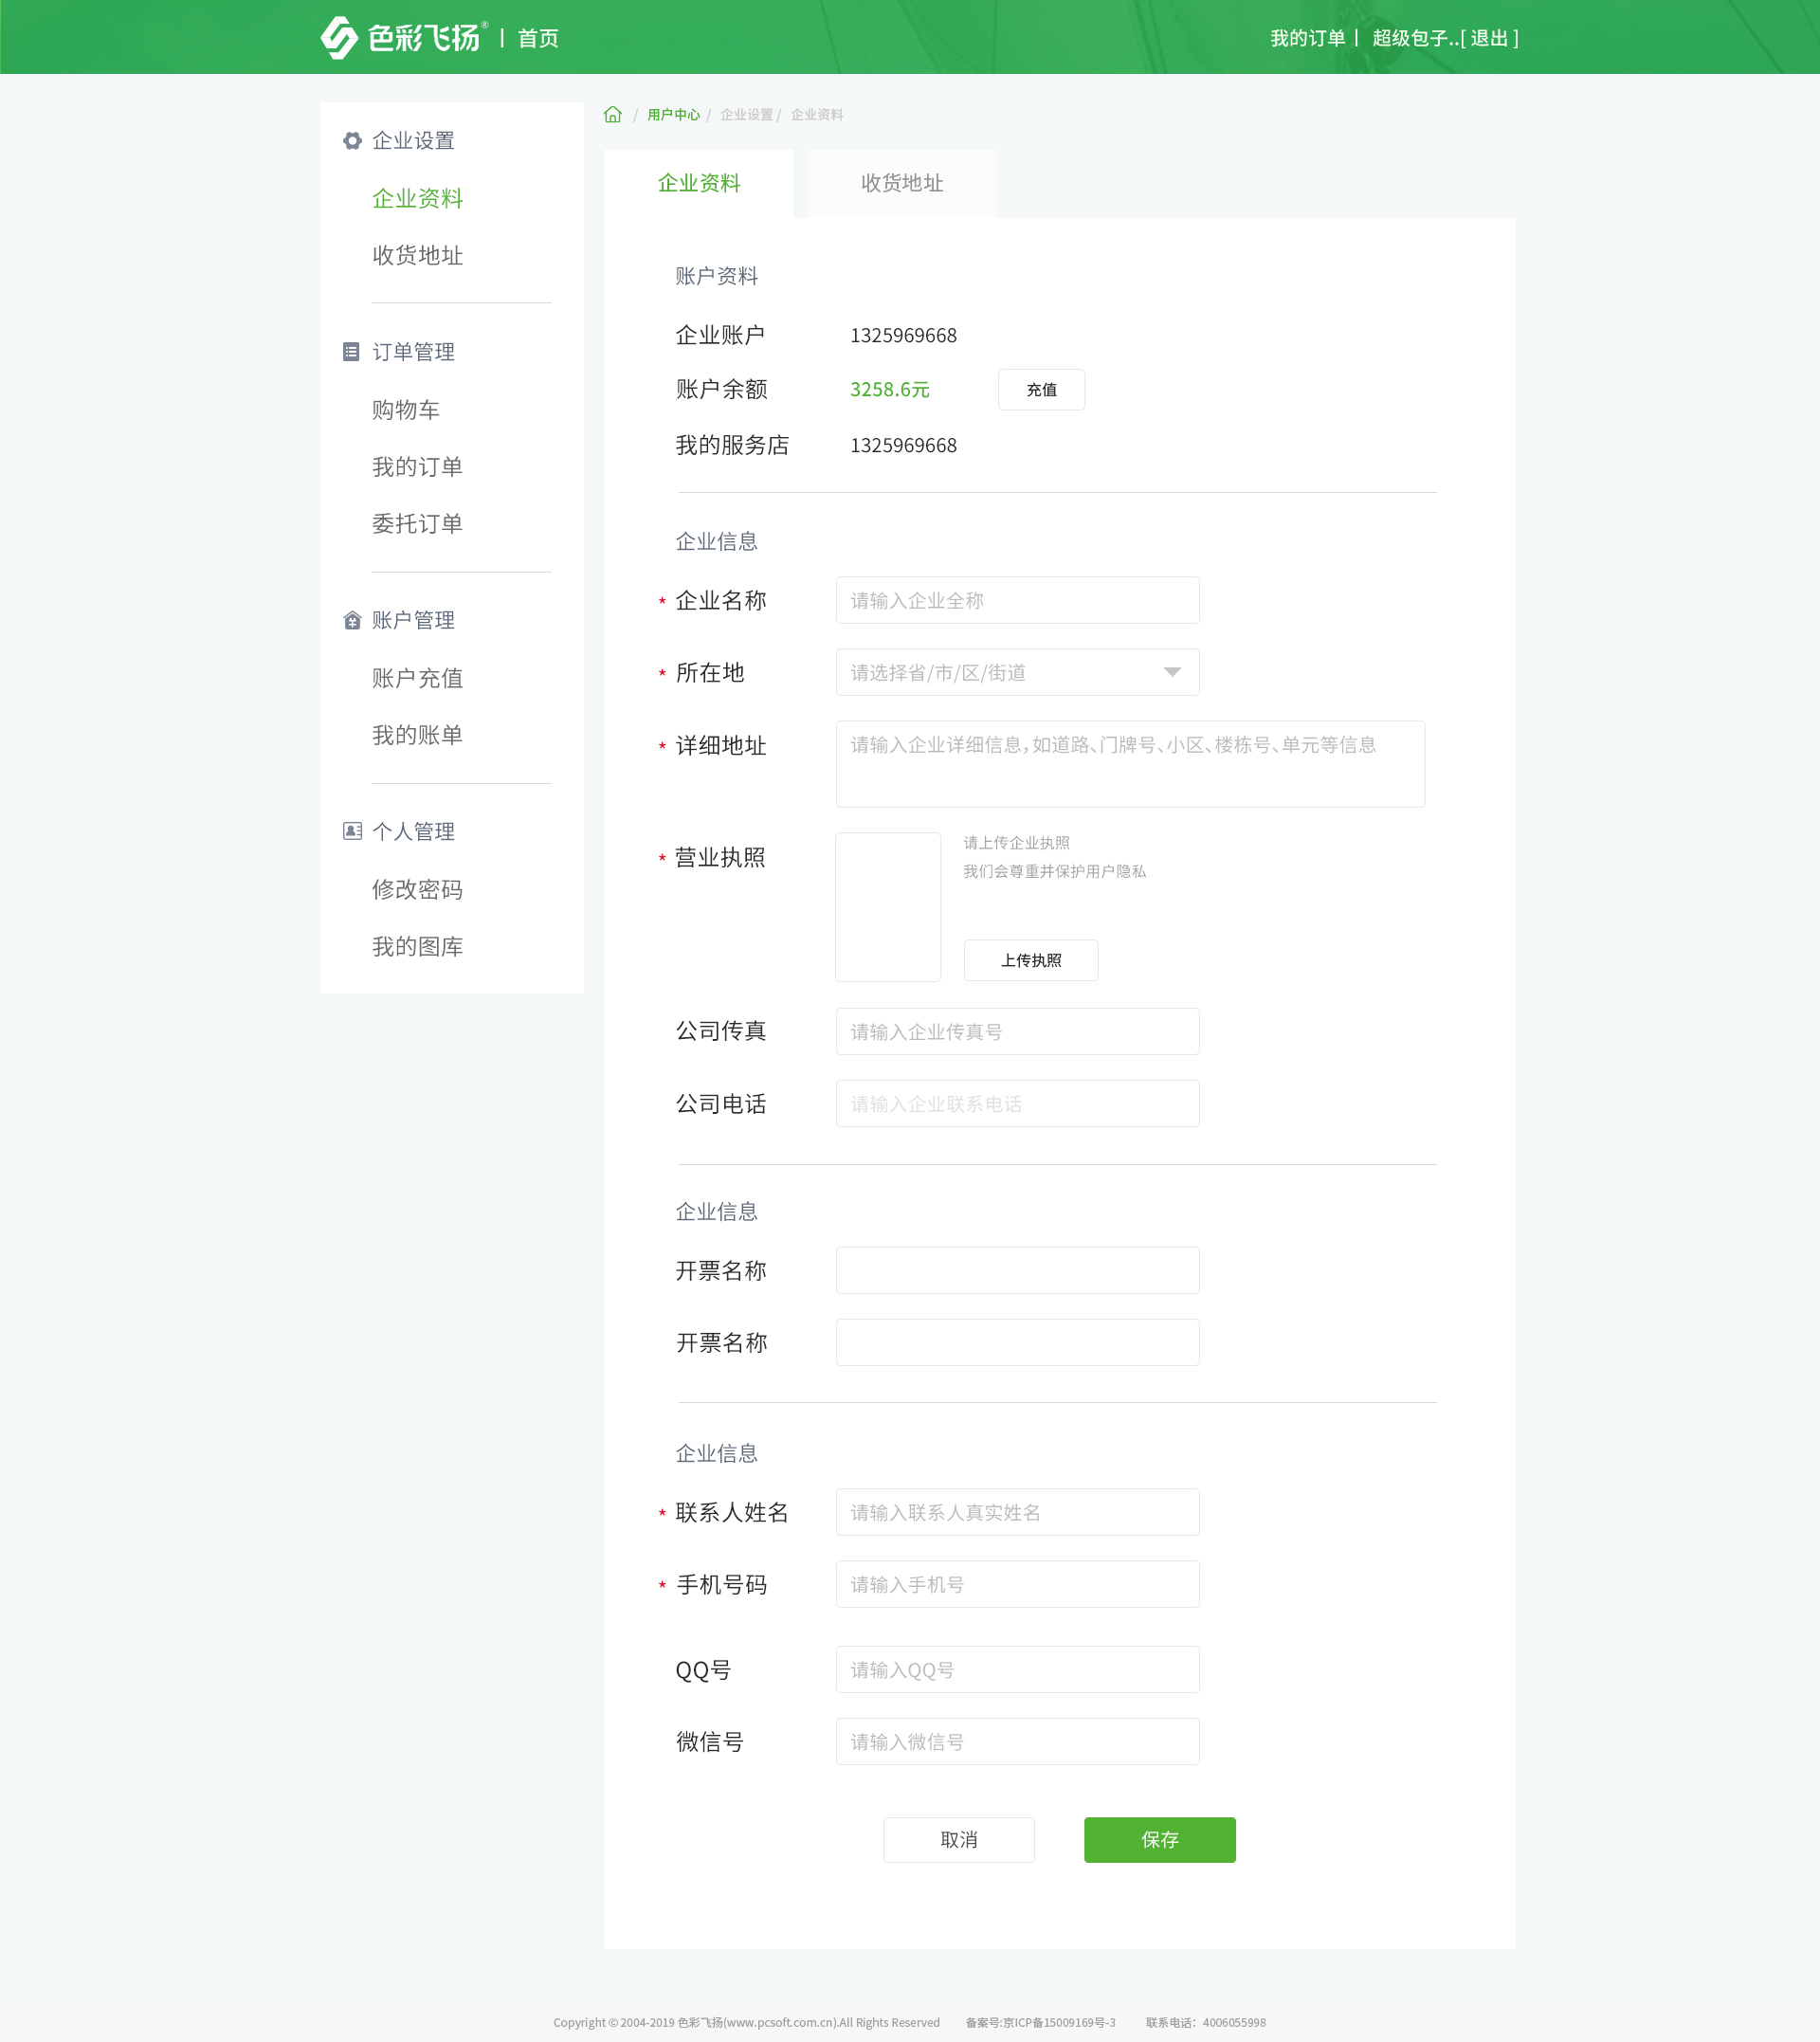 色彩飞扬® | 首页
我的订单 | 超级包子..[ 退出 ]
企业设置
企业资料
收货地址
订单管理
购物车
我的订单
委托订单
账户管理
账户充值
我的账单
个人管理
修改密码
我的图库
/ 用户中心 / 企业设置 / 企业资料
企业资料
收货地址
账户资料
企业账户 1325969668
账户余额 3258.6元 充值
我的服务店 1325969668
企业信息
* 企业名称 请输入企业全称
* 所在地 请选择省/市/区/街道
* 详细地址 请输入企业详细信息，如道路、门牌号、小区、楼栋号、单元等信息
* 营业执照 请上传企业执照
我们会尊重并保护用户隐私
上传执照
公司传真 请输入企业传真号
公司电话 请输入企业联系电话
企业信息
开票名称
开票名称
企业信息
* 联系人姓名 请输入联系人真实姓名
* 手机号码 请输入手机号
QQ号 请输入QQ号
微信号 请输入微信号
取消 保存
Copyright © 2004-2019 色彩飞扬(www.pcsoft.com.cn).All Rights Reserved 备案号:京ICP备15009169号-3 联系电话：4006055998